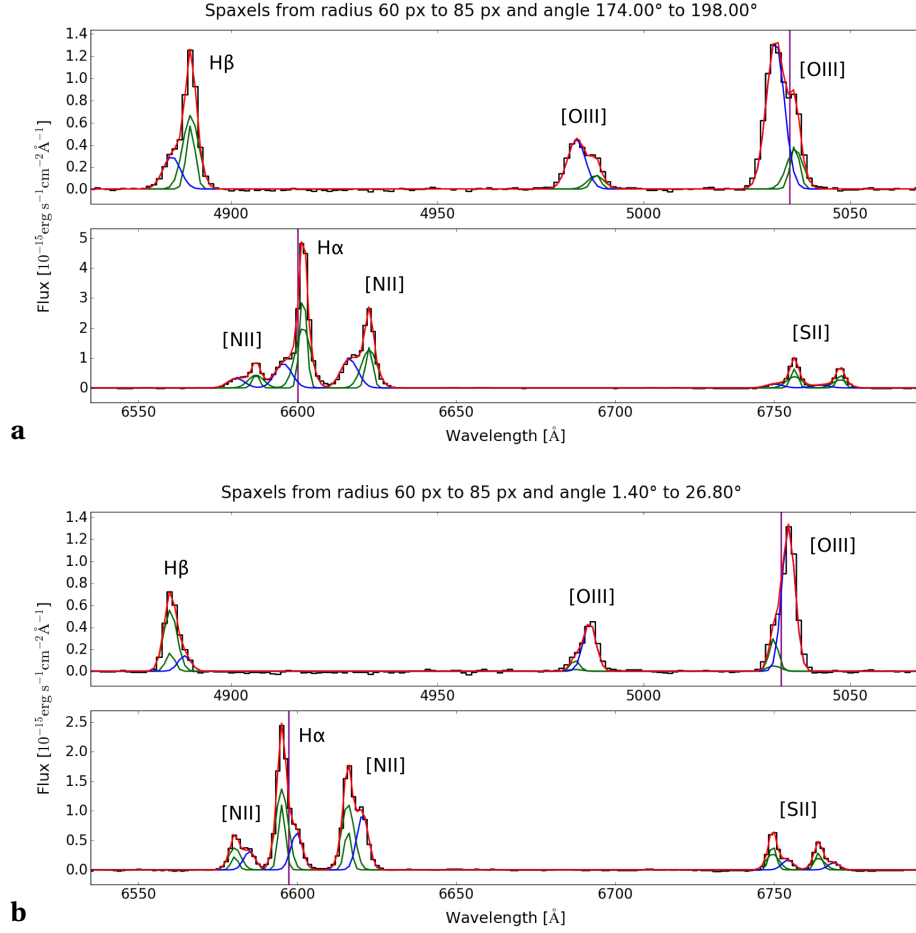 Spaxels from radius 60 px to 85 px and angle 174.00° to 198.00°
1.4
1.2
1.0
0.8
0.6
0.4
0.2
0.0
Hβ
[OIII]
[OIII]
4900
4950
5000
5050
5
4
3
2
1
0
[NII]
Hα
[NII]
[SII]
6550
6600
6650
6700
6750
Flux [10⁻¹⁵erg s⁻¹cm⁻²Å⁻¹]
Wavelength [Å]
a
Spaxels from radius 60 px to 85 px and angle 1.40° to 26.80°
1.4
1.2
1.0
0.8
0.6
0.4
0.2
0.0
Hβ
[OIII]
[OIII]
4900
4950
5000
5050
2.5
2.0
1.5
1.0
0.5
0.0
[NII]
Hα
[NII]
[SII]
6550
6600
6650
6700
6750
Flux [10⁻¹⁵erg s⁻¹cm⁻²Å⁻¹]
Wavelength [Å]
b